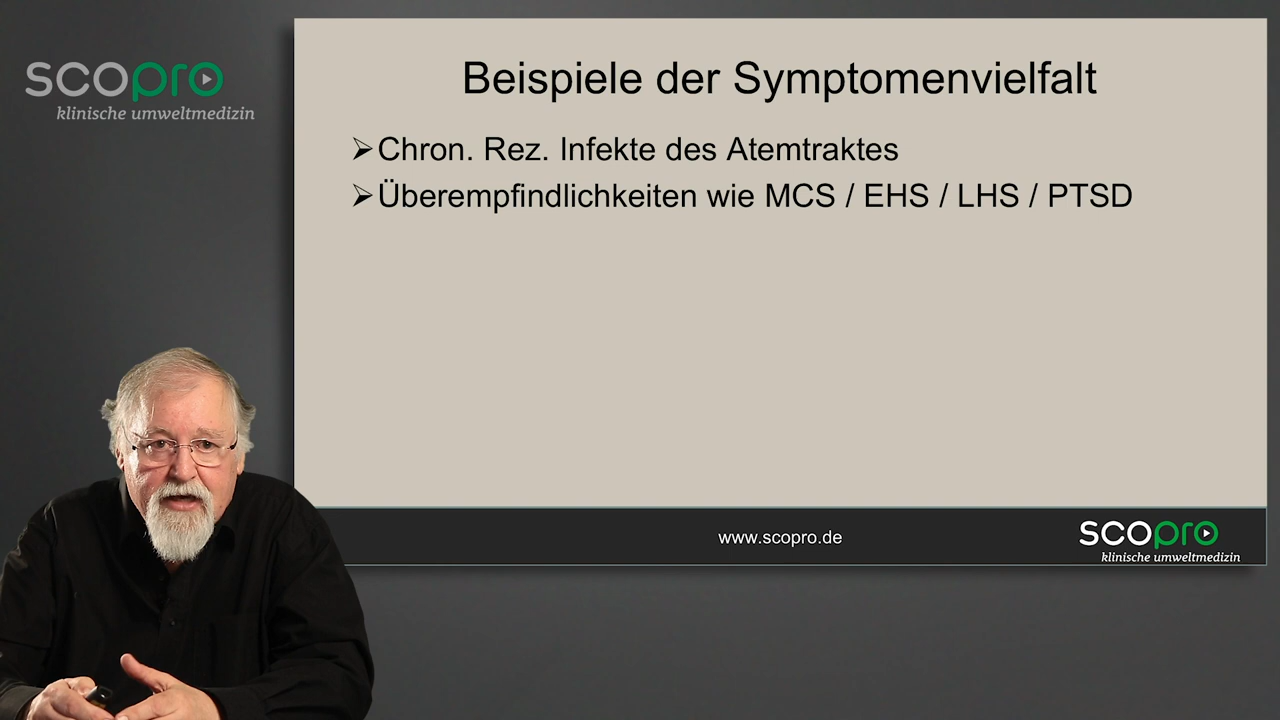 scopro
klinische umweltmedizin
Beispiele der Symptomenvielfalt
➢Chron. Rez. Infekte des Atemtraktes
➢Überempfindlichkeiten wie MCS / EHS / LHS / PTSD
www.scopro.de
scopro
klinische umweltmedizin